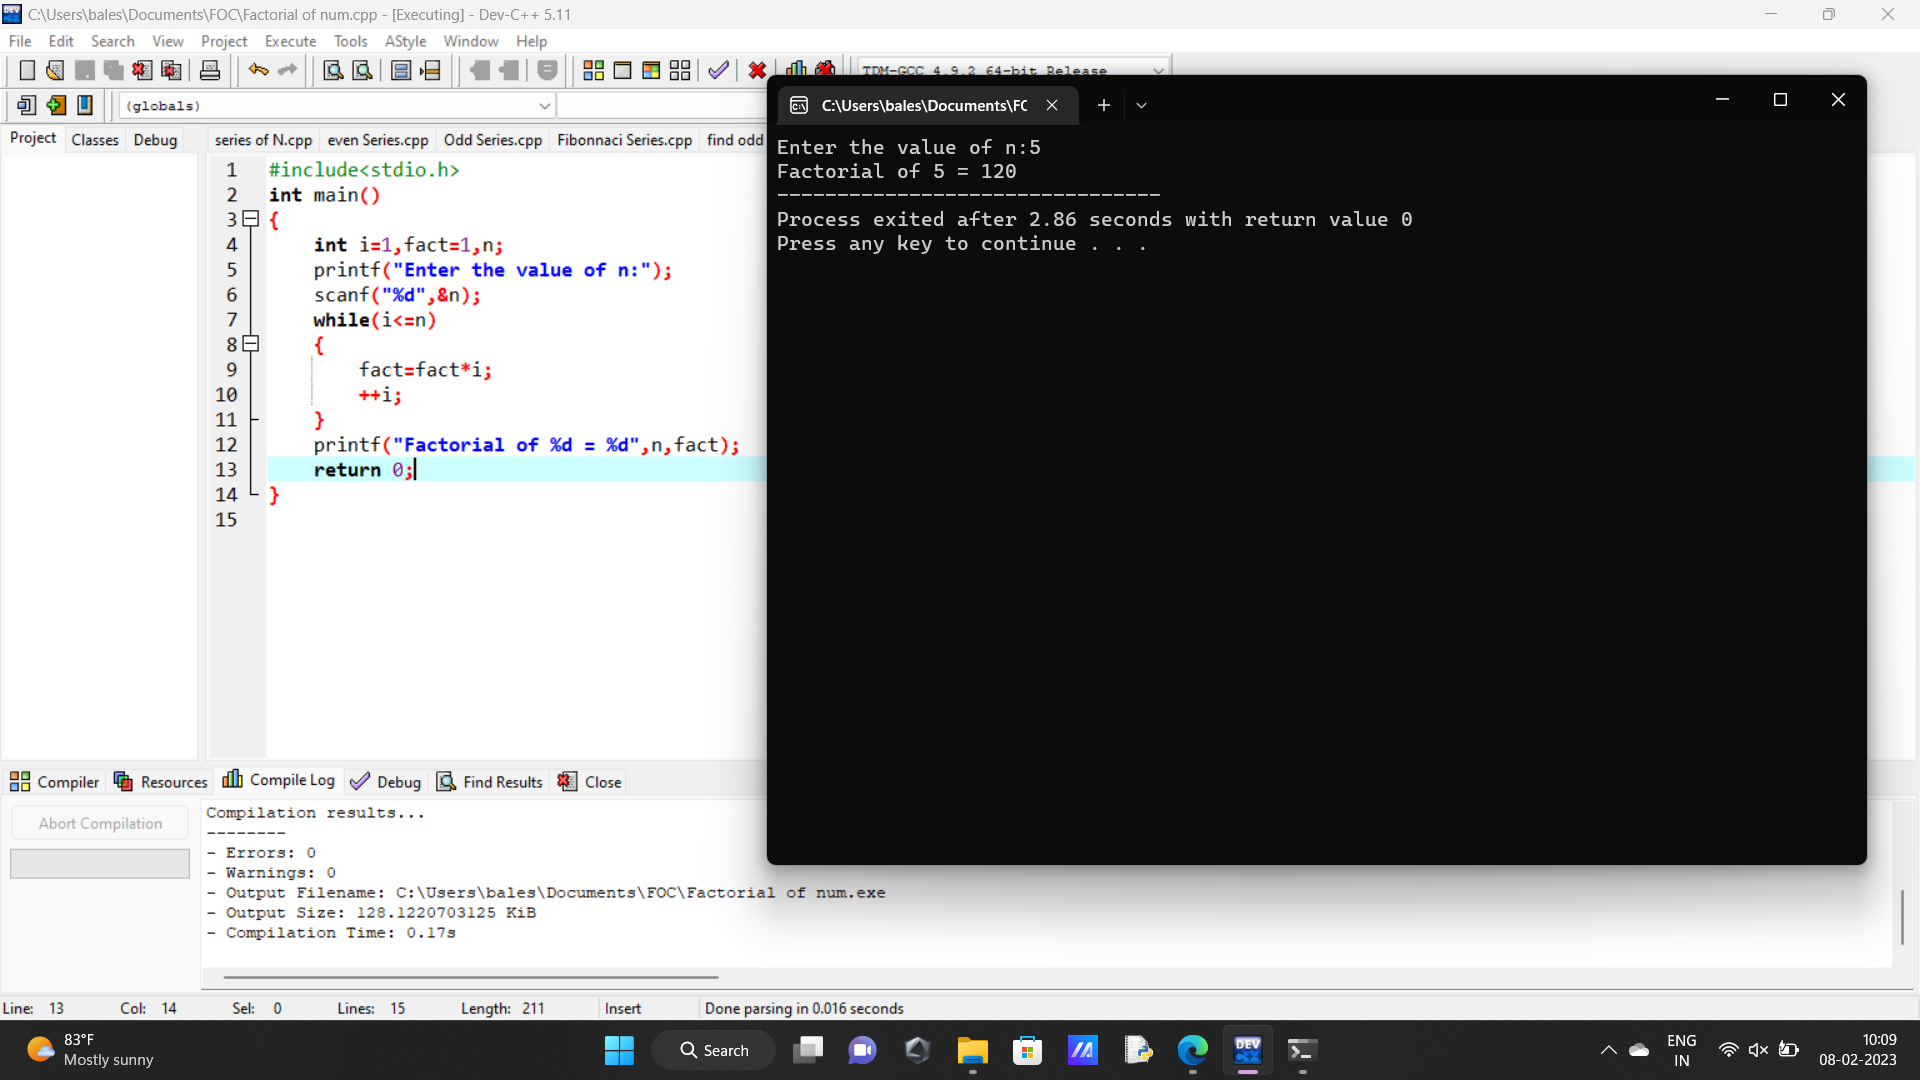 C:\Users\bales\Documents\FOC\Factorial of num.cpp - [Executing] - Dev-C++ 5.11
File Edit Search View Project Execute Tools AStyle Window Help
TDM-GCC 4.9.2 64-bit Release
(globals)
Project Classes Debug
series of N.cpp even Series.cpp Odd Series.cpp Fibonnaci Series.cpp find odd
1 #include<stdio.h>
2 int main()
3 {
4 int i=1,fact=1,n;
5 printf("Enter the value of n:");
6 scanf("%d",&n);
7 while(i<=n)
8 {
9 fact=fact*i;
10 ++i;
11 }
12 printf("Factorial of %d = %d",n,fact);
13 return 0;
14 }
15
C:\Users\bales\Documents\FC
Enter the value of n:5
Factorial of 5 = 120
--------------------------------
Process exited after 2.86 seconds with return value 0
Press any key to continue . . .
Compiler Resources Compile Log Debug Find Results Close
Abort Compilation
Compilation results...
--------
- Errors: 0
- Warnings: 0
- Output Filename: C:\Users\bales\Documents\FOC\Factorial of num.exe
- Output Size: 128.1220703125 KiB
- Compilation Time: 0.17s
Line: 13 Col: 14 Sel: 0 Lines: 15 Length: 211 Insert Done parsing in 0.016 seconds
83°F
Mostly sunny
Search
DEV
C++
ENG
IN
10:09
08-02-2023